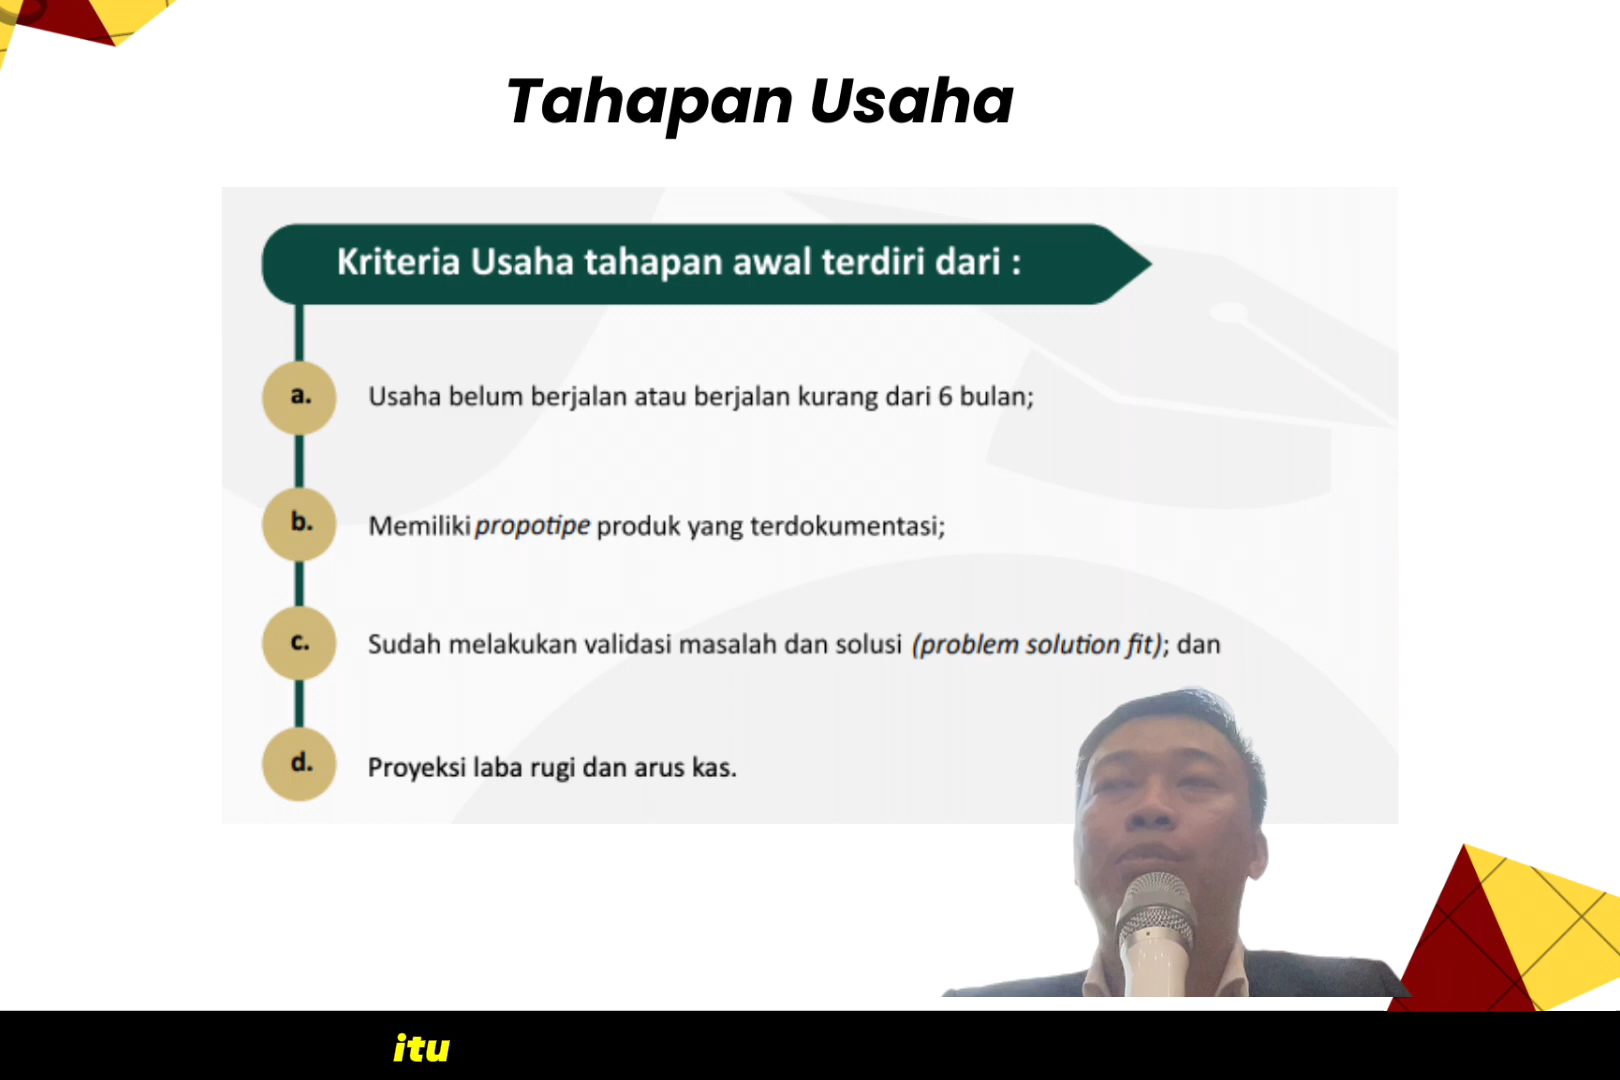 Tahapan Usaha
Kriteria Usaha tahapan awal terdiri dari :
a. Usaha belum berjalan atau berjalan kurang dari 6 bulan;
b. Memiliki propotipe produk yang terdokumentasi;
c. Sudah melakukan validasi masalah dan solusi (problem solution fit); dan
d. Proyeksi laba rugi dan arus kas.
itu